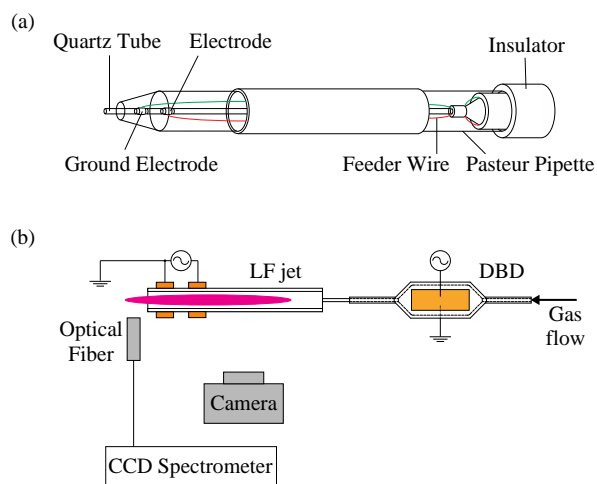 (a)
Quartz Tube
Electrode
Insulator
Ground Electrode
Feeder Wire
Pasteur Pipette
(b)
LF jet
DBD
Gas
flow
Optical
Fiber
Camera
CCD Spectrometer